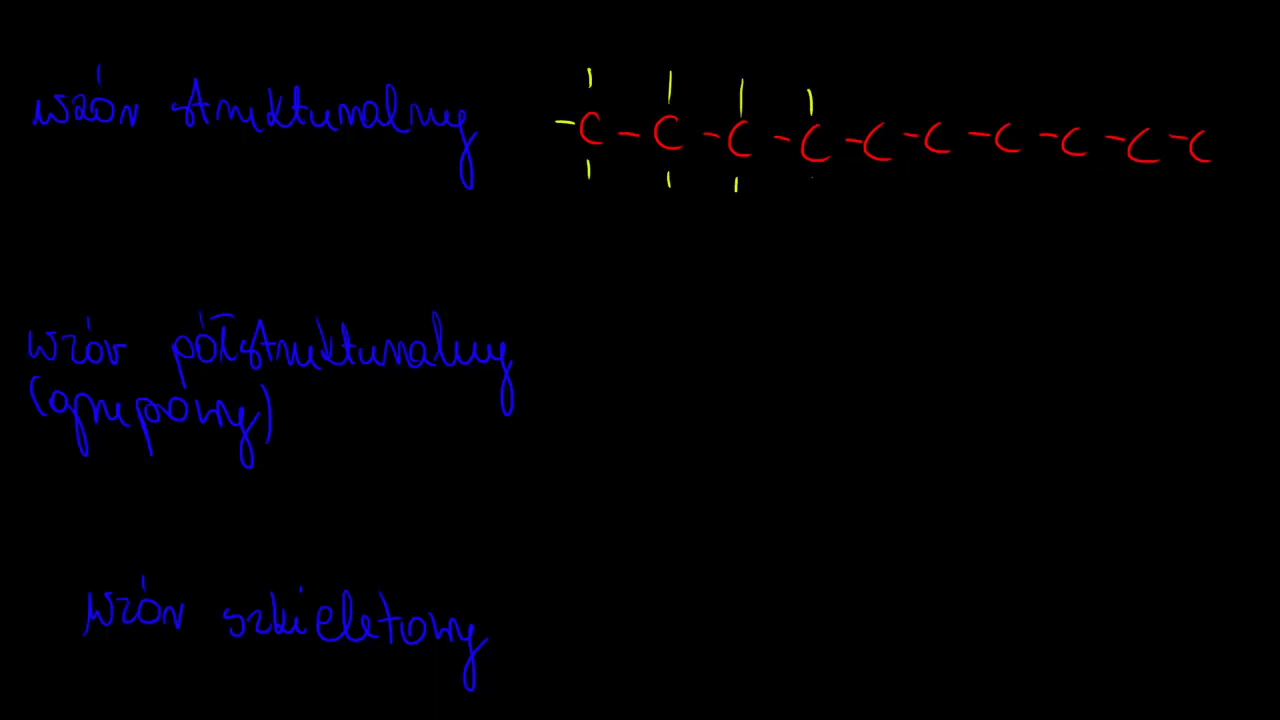 wzór strukturalny
C - C - C - C - C - C - C - C - C - C
wzór półstrukturalny
(grupowy)
wzór szkieletowy